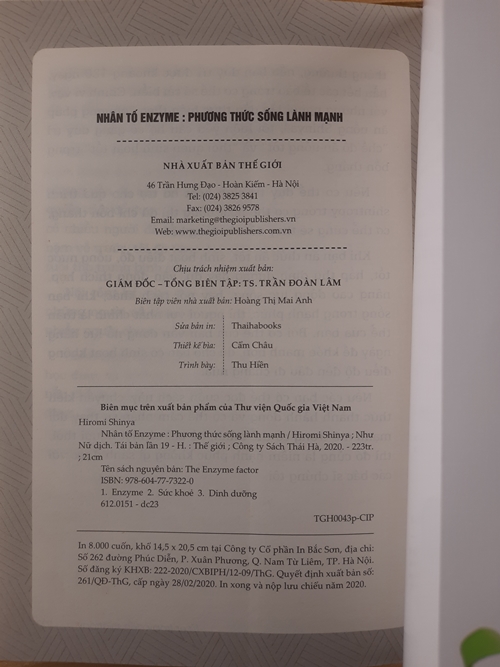 NHÂN TỐ ENZYME : PHƯƠNG THỨC SỐNG LÀNH MẠNH
NHÀ XUẤT BẢN THẾ GIỚI
46 Trần Hưng Đạo - Hoàn Kiếm - Hà Nội
Tel: (024) 3825 3841
Fax: (024) 3826 9578
Email: marketing@thegioipublishers.vn
Web: www.thegioipublishers.com.vn
Chịu trách nhiệm xuất bản:
GIÁM ĐỐC – TỔNG BIÊN TẬP: TS. TRẦN ĐOÀN LÂM
Biên tập viên nhà xuất bản: Hoàng Thị Mai Anh
Sửa bản in: Thaihabooks
Thiết kế bìa: Cẩm Châu
Trình bày: Thu Hiền
Biên mục trên xuất bản phẩm của Thư viện Quốc gia Việt Nam
Hiromi Shinya
Nhân tố Enzyme : Phương thức sống lành mạnh / Hiromi Shinya ; Như
Nữ dịch. Tái bản lần 19 - H. : Thế giới ; Công ty Sách Thái Hà, 2020. - 223tr.
; 21cm
Tên sách nguyên bản: The Enzyme factor
ISBN: 978-604-77-7322-0
1. Enzyme 2. Sức khoẻ 3. Dinh dưỡng
612.0151 - dc23
TGH0043p-CIP
In 8.000 cuốn, khổ 14,5 x 20,5 cm tại Công ty Cổ phần In Bắc Sơn, địa chỉ:
Số 262 đường Phúc Diễn, P. Xuân Phương, Q. Nam Từ Liêm, TP. Hà Nội.
Số đăng ký KHXB: 222-2020/CXBIPH/12-09/ThG. Quyết định xuất bản số:
261/QĐ-ThG, cấp ngày 28/02/2020. In xong và nộp lưu chiểu năm 2020.